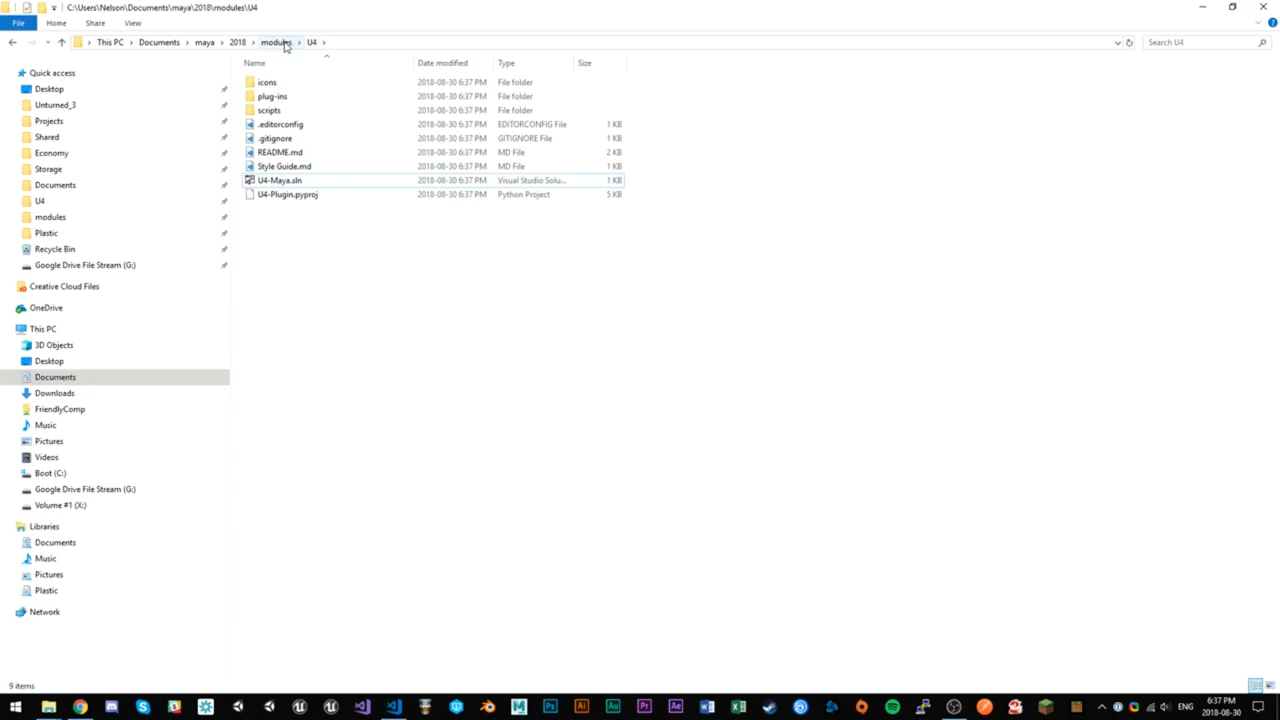 C:\Users\Nelson\Documents\maya\2018\modules\U4
File Home Share View
This PC Documents maya 2018 modules U4 Search U4
Name Date modified Type Size
icons 2018-08-30 6:37 PM File folder
plug-ins 2018-08-30 6:37 PM File folder
scripts 2018-08-30 6:37 PM File folder
.editorconfig 2018-08-30 6:37 PM EDITORCONFIG File 1 KB
.gitignore 2018-08-30 6:37 PM GITIGNORE File 1 KB
README.md 2018-08-30 6:37 PM MD File 2 KB
Style Guide.md 2018-08-30 6:37 PM MD File 1 KB
U4-Maya.sln 2018-08-30 6:37 PM Visual Studio Solu... 1 KB
U4-Plugin.pyproj 2018-08-30 6:37 PM Python Project 5 KB
Quick access
Desktop
Unturned_3
Projects
Shared
Economy
Storage
Documents
U4
modules
Plastic
Recycle Bin
Google Drive File Stream (G:)
Creative Cloud Files
OneDrive
This PC
3D Objects
Desktop
Documents
Downloads
FriendlyComp
Music
Pictures
Videos
Boot (C:)
Google Drive File Stream (G:)
Volume #1 (X:)
Libraries
Documents
Music
Pictures
Plastic
Network
9 items
Ps Ai Au Pr Ae
ENG
6:37 PM
2018-08-30